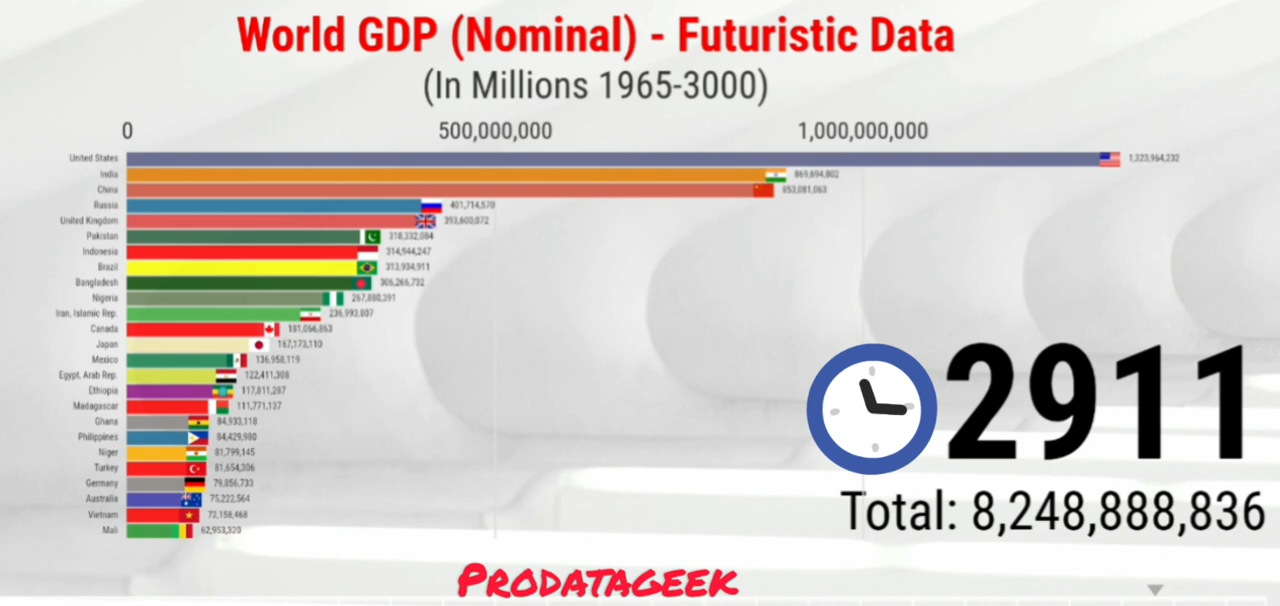 World GDP (Nominal) - Futuristic Data
(In Millions 1965-3000)
0 500,000,000 1,000,000,000
United States 1,323,964,232
India 869,694,802
China 853,081,063
Russia 401,714,570
United Kingdom 393,600,072
Pakistan 318,332,084
Indonesia 314,944,247
Brazil 313,934,911
Bangladesh 306,266,732
Nigeria 267,880,391
Iran, Islamic Rep. 236,993,807
Canada 181,066,863
Japan 167,173,110
Mexico 136,958,119
Egypt, Arab Rep. 122,411,308
Ethiopia 117,811,287
Madagascar 111,771,137
Ghana 84,933,118
Philippines 84,429,980
Niger 81,799,145
Turkey 81,654,306
Germany 79,856,733
Australia 75,222,564
Vietnam 72,158,468
Mali 62,953,320
2911
Total: 8,248,888,836
PRODATAGEEK